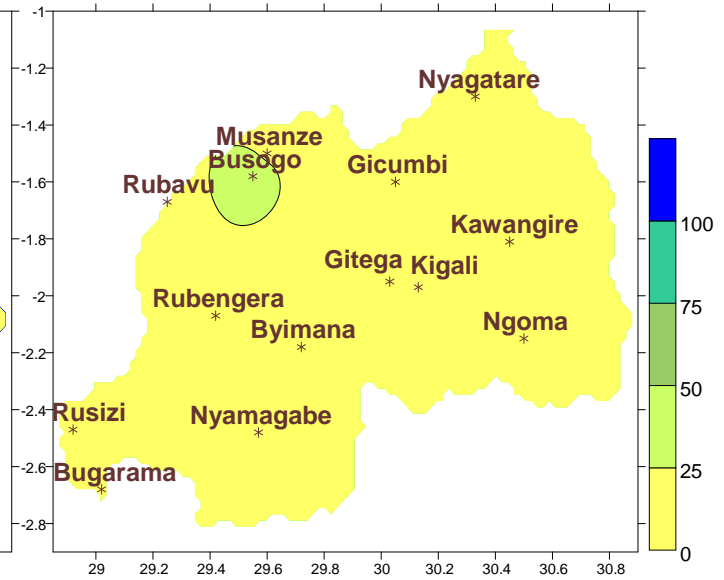 -1
-1.2
-1.4
-1.6
-1.8
-2
-2.2
-2.4
-2.6
-2.8
Nyagatare
Musanze
Busogo
Gicumbi
Rubavu
Kawangire
Gitega
Kigali
Rubengera
Byimana
Ngoma
Rusizi
Nyamagabe
Bugarama
29
29.2
29.4
29.6
29.8
30
30.2
30.4
30.6
30.8
100
75
50
25
0